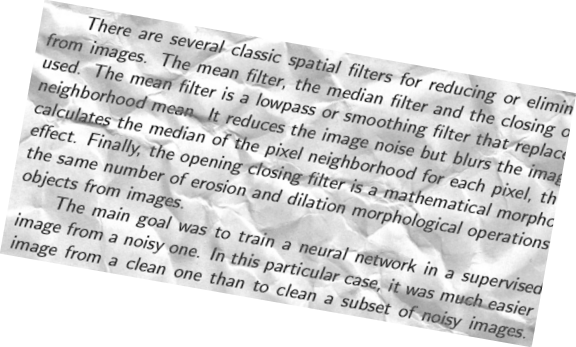 There are several classic spatial filters for reducing or elimin
from images. The mean filter, the median filter and the closing o
used. The mean filter is a lowpass or smoothing filter that replace
neighborhood mean. It reduces the image noise but blurs the imag
calculates the median of the pixel neighborhood for each pixel, th
effect. Finally, the opening closing filter is a mathematical morpho
the same number of erosion and dilation morphological operations
objects from images.
The main goal was to train a neural network in a supervised
image from a noisy one. In this particular case, it was much easier
image from a clean one than to clean a subset of noisy images.